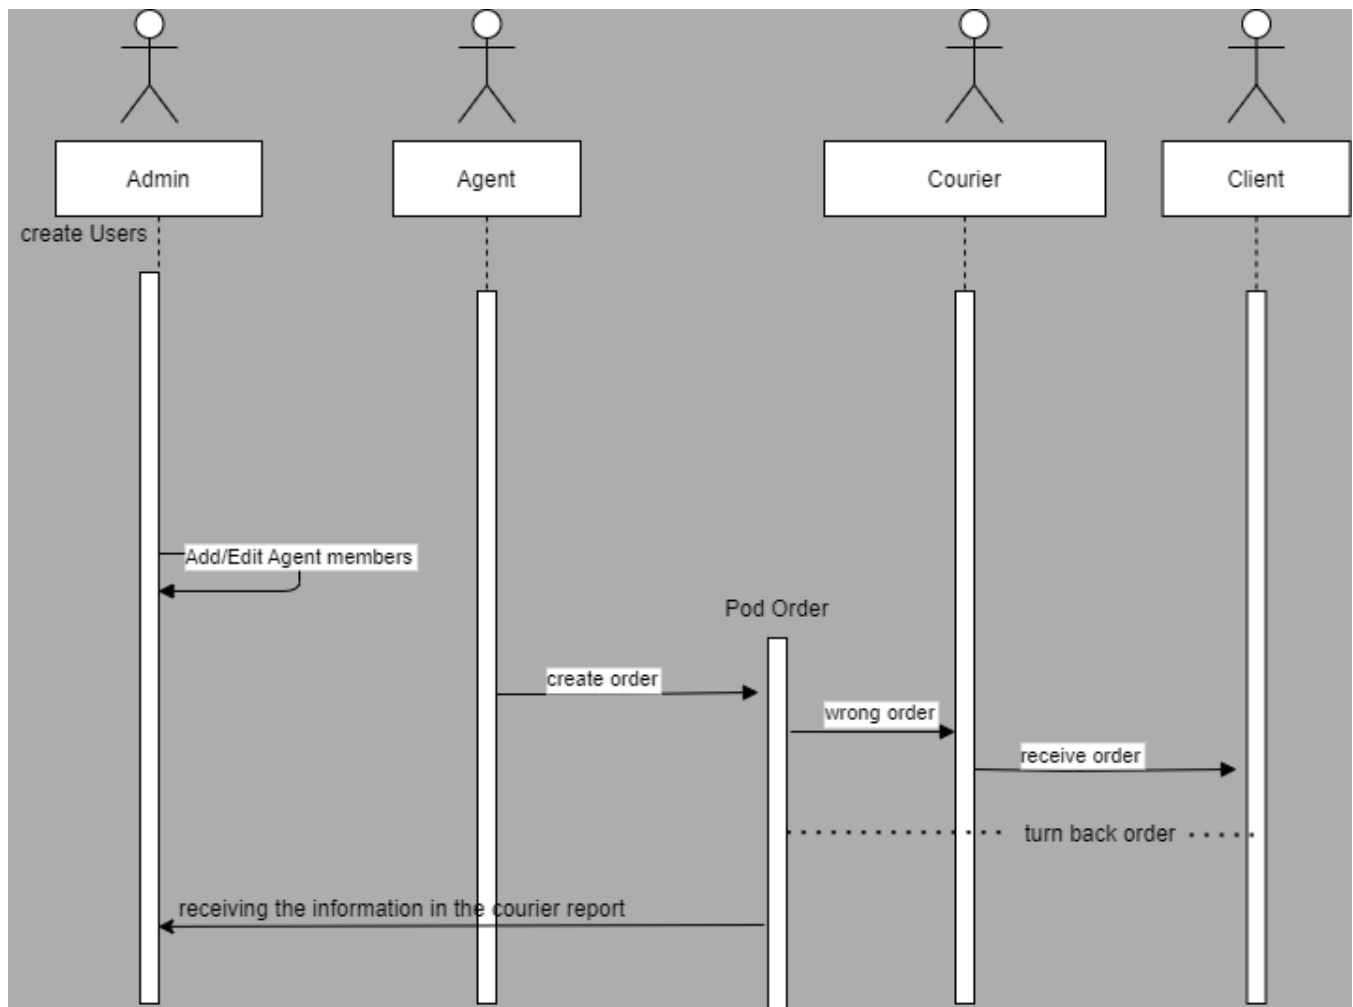 Admin
Agent
Courier
Client
create Users
Add/Edit Agent members
Pod Order
create order
wrong order
receive order
turn back order
receiving the information in the courier report